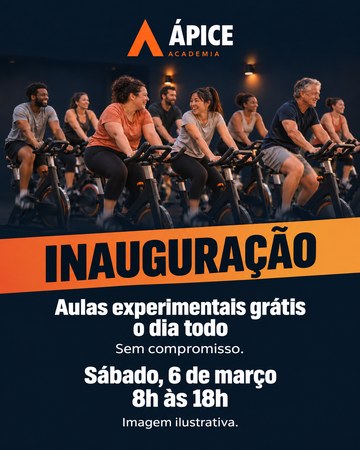 ÁPICE
ACADEMIA
INAUGURAÇÃO
Aulas experimentais grátis
o dia todo
Sem compromisso.
Sábado, 6 de março
8h às 18h
Imagem ilustrativa.